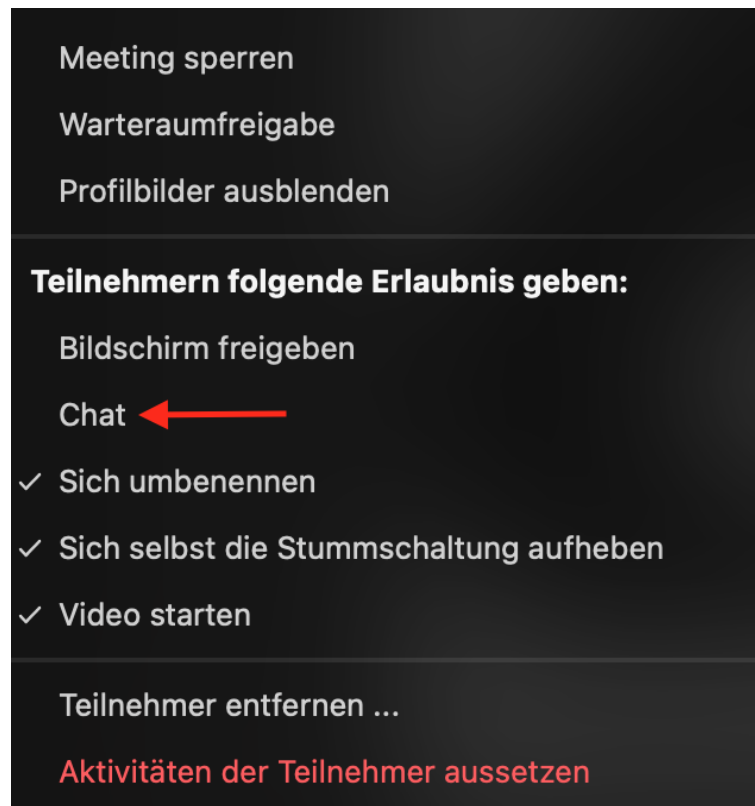 Meeting sperren
Warteraumfreigabe
Profilbilder ausblenden
Teilnehmern folgende Erlaubnis geben:
Bildschirm freigeben
Chat
Sich umbenennen
Sich selbst die Stummschaltung aufheben
Video starten
Teilnehmer entfernen ...
Aktivitäten der Teilnehmer aussetzen